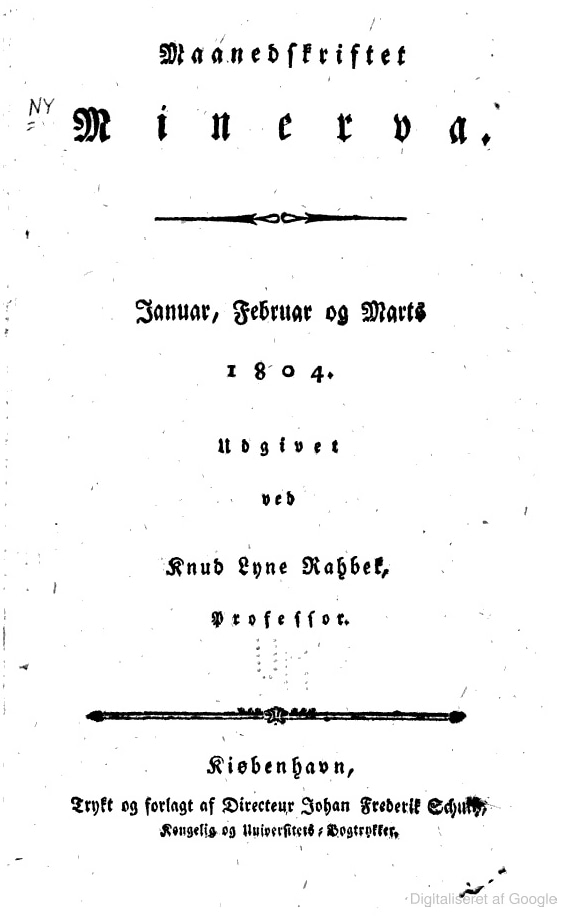 Maanedskriftet
NY
Minerva.
Januar, Februar og Marts
1804.
Udgivet
ved
Knud Lyne Rahbek,
Professor.
Kiøbenhavn,
Trykt og forlagt af Directeur Johan Frederik Schultz,
Kongelig og Universitets-Bogtrykker.
Digitaliseret af Google